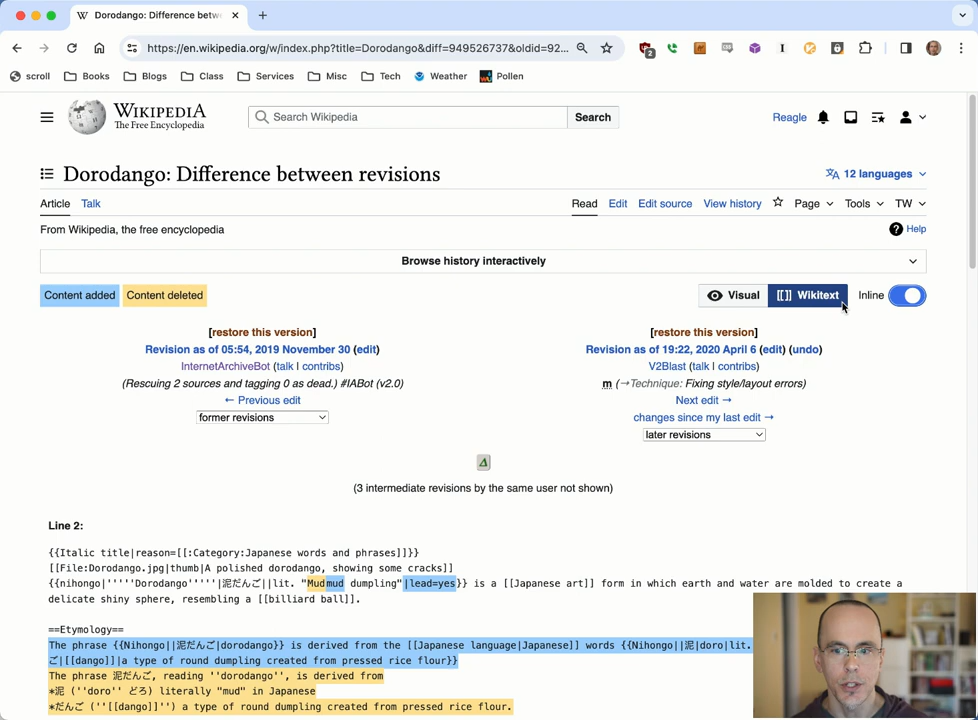 Dorodango: Difference betw
https://en.wikipedia.org/w/index.php?title=Dorodango&diff=949526737&oldid=92...
2
scroll Books Blogs Class Services Misc Tech Weather Pollen
WIKIPEDIA
The Free Encyclopedia
Search Wikipedia Search
Reagle
Dorodango: Difference between revisions
12 languages
Article Talk Read Edit Edit source View history Page Tools TW
From Wikipedia, the free encyclopedia
Help
Browse history interactively
Content added Content deleted Visual [[]] Wikitext Inline
[restore this version] [restore this version]
Revision as of 05:54, 2019 November 30 (edit) Revision as of 19:22, 2020 April 6 (edit) (undo)
InternetArchiveBot (talk | contribs) V2Blast (talk | contribs)
(Rescuing 2 sources and tagging 0 as dead.) #IABot (v2.0) m (→Technique: Fixing style/layout errors)
← Previous edit Next edit →
changes since my last edit →
former revisions later revisions
Δ
(3 intermediate revisions by the same user not shown)
Line 2:
{{Italic title|reason=[[:Category:Japanese words and phrases]]}}
[[File:Dorodango.jpg|thumb|A polished dorodango, showing some cracks]]
{{nihongo|'''''Dorodango'''''|泥だんご||lit. "Mudmud dumpling"|lead=yes}} is a [[Japanese art]] form in which earth and water are molded to create a
delicate shiny sphere, resembling a [[billiard ball]].
==Etymology==
The phrase {{Nihongo||泥だんご|dorodango}} is derived from the [[Japanese language|Japanese]] words {{Nihongo||泥|doro|lit.
ご|[[dango]]|a type of round dumpling created from pressed rice flour}}
The phrase 泥だんご, reading ''dorodango'', is derived from
*泥 (''doro'' どろ) literally "mud" in Japanese
*だんご (''[[dango]]'') a type of round dumpling created from pressed rice flour.